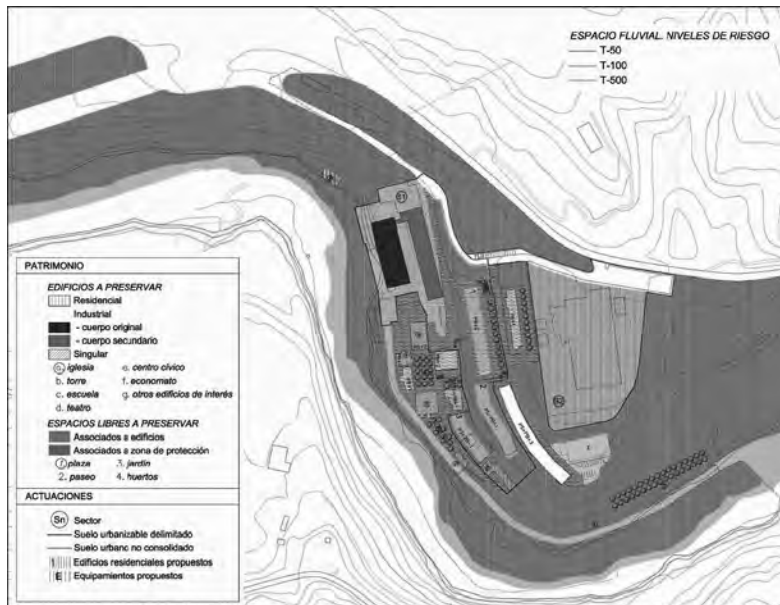 ESPACIO FLUVIAL. NIVELES DE RIESGO
T-50
T-100
T-500
S1
S2
PATRIMONIO
EDIFICIOS A PRESERVAR
Residencial
Industrial
- cuerpo original
- cuerpo secundario
Singular
a. iglesia
b. torre
c. escuela
d. teatro
e. centro cívico
f. economato
g. otros edificios de interés
ESPACIOS LIBRES A PRESERVAR
Associados a edificios
Associados a zona de protección
1 plaza
2. paseo
3. jardín
4. huertos
ACTUACIONES
Sn Sector
Suelo urbanizable delimitado
Suelo urbano no consolidado
1 Edificios residenciales propuestos
E Equipamientos propuestos